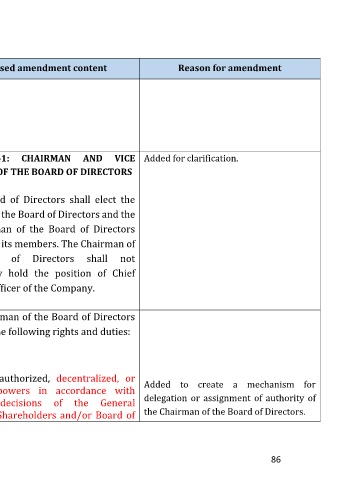 sed amendment content
Reason for amendment
1: CHAIRMAN AND VICE
OF THE BOARD OF DIRECTORS
Added for clarification.
d of Directors shall elect the
the Board of Directors and the
an of the Board of Directors
its members. The Chairman of
of Directors shall not
y hold the position of Chief
fficer of the Company.
man of the Board of Directors
e following rights and duties:
authorized, decentralized, or
powers in accordance with
decisions of the General
Shareholders and/or Board of
Added to create a mechanism for
delegation or assignment of authority of
the Chairman of the Board of Directors.
86